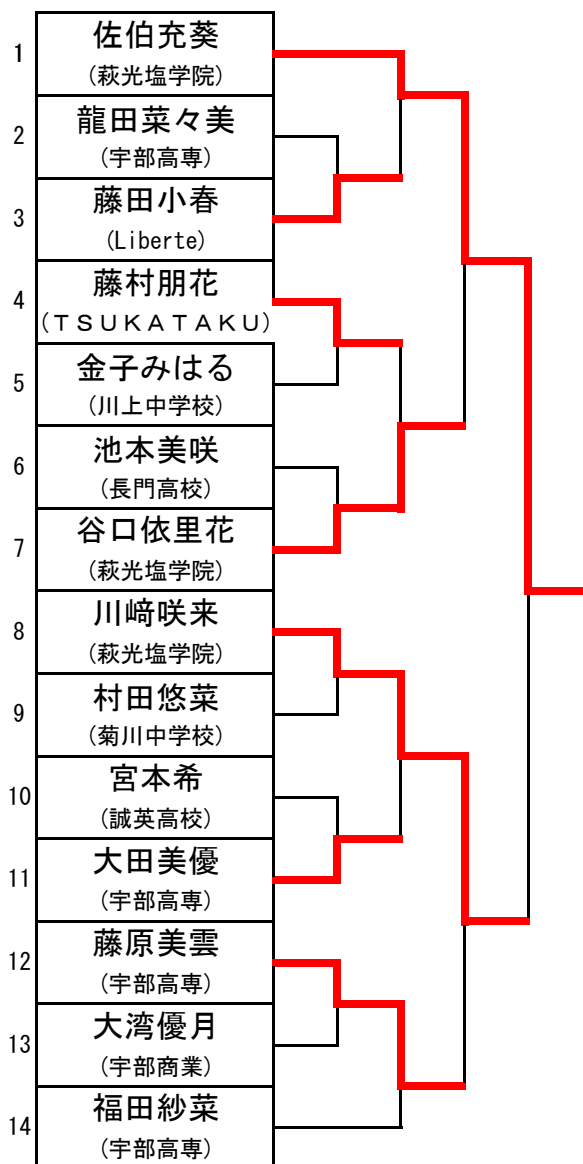 1
佐伯充葵
(萩光塩学院)
2
龍田菜々美
(宇部高専)
3
藤田小春
(Liberte)
4
藤村朋花
(ＴＳＵＫＡＴＡＫＵ)
5
金子みはる
(川上中学校)
6
池本美咲
(長門高校)
7
谷口依里花
(萩光塩学院)
8
川﨑咲来
(萩光塩学院)
9
村田悠菜
(菊川中学校)
10
宮本希
(誠英高校)
11
大田美優
(宇部高専)
12
藤原美雲
(宇部高専)
13
大湾優月
(宇部商業)
14
福田紗菜
(宇部高専)